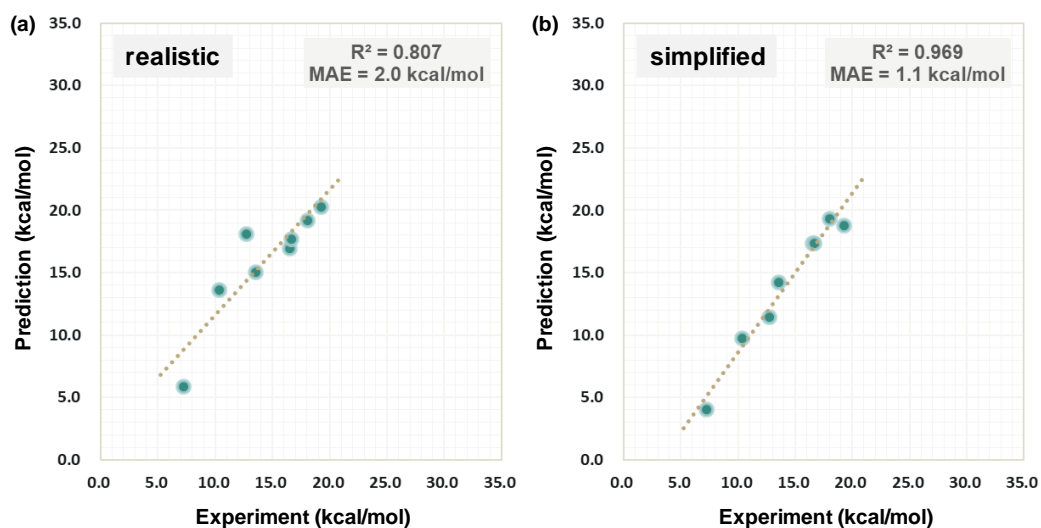 (a)
realistic
R² = 0.807
MAE = 2.0 kcal/mol
35.0
30.0
25.0
20.0
15.0
10.0
5.0
0.0
Prediction (kcal/mol)
0.0 5.0 10.0 15.0 20.0 25.0 30.0 35.0
Experiment (kcal/mol)
(b)
simplified
R² = 0.969
MAE = 1.1 kcal/mol
35.0
30.0
25.0
20.0
15.0
10.0
5.0
0.0
Prediction (kcal/mol)
0.0 5.0 10.0 15.0 20.0 25.0 30.0 35.0
Experiment (kcal/mol)